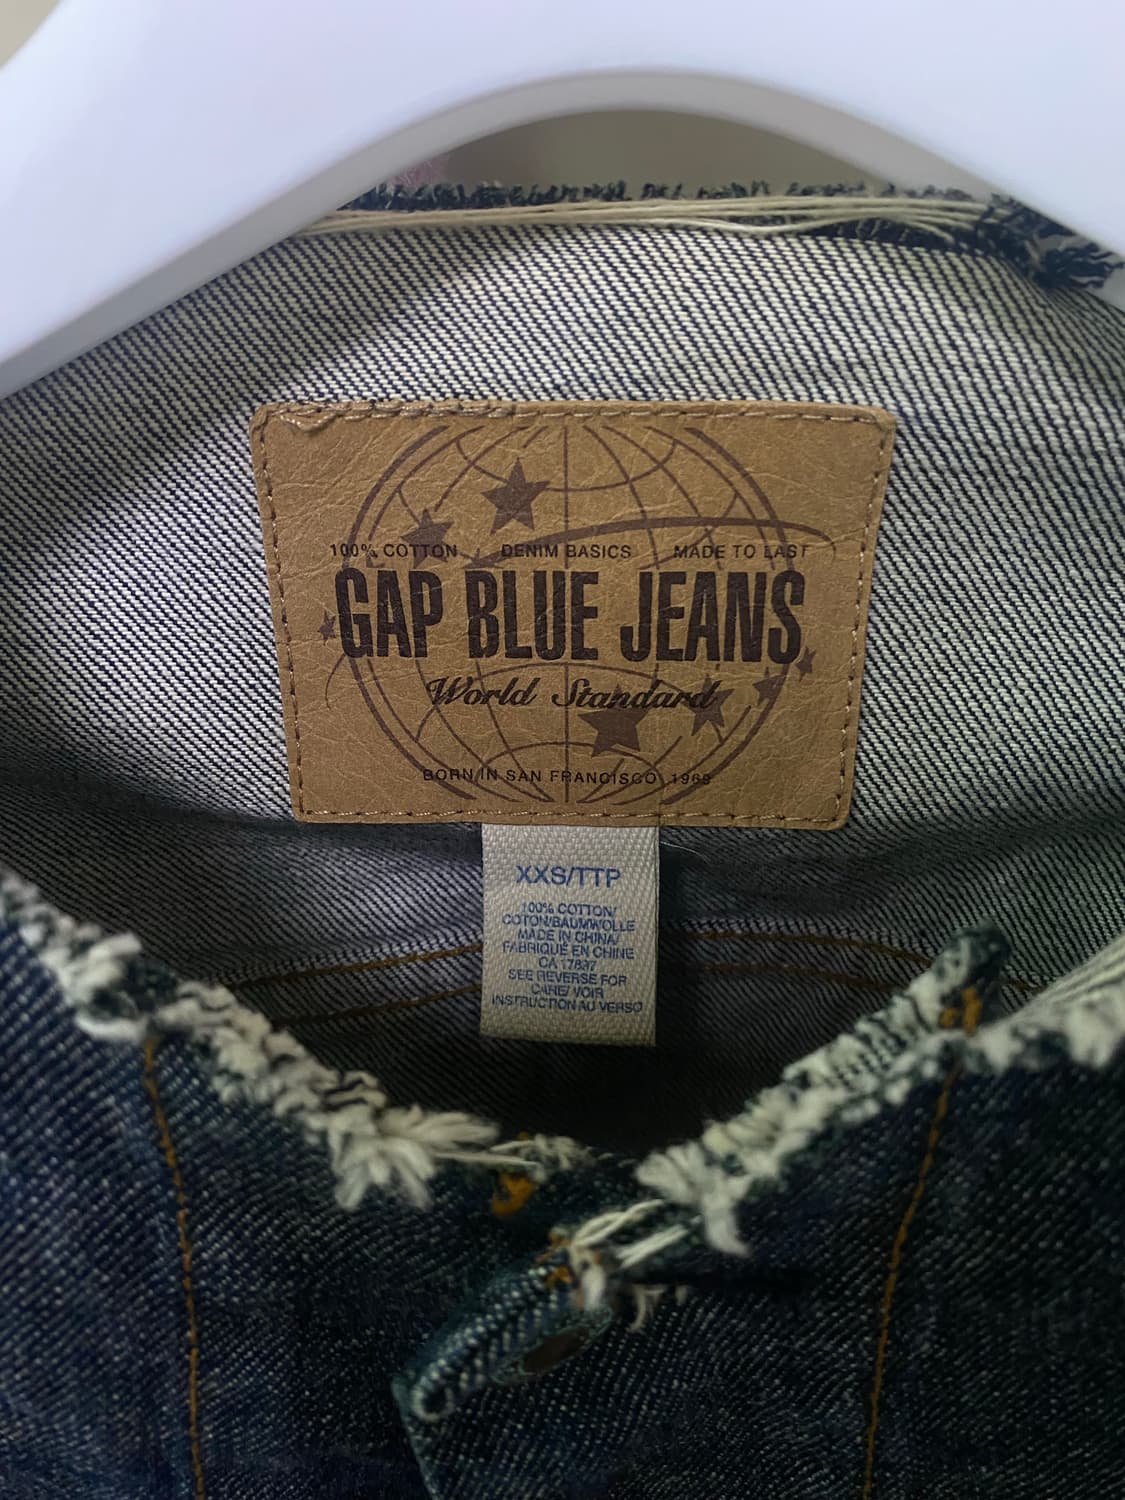 100% COTTON DENIM BASICS MADE TO LAST
GAP BLUE JEANS
World Standard
BORN IN SAN FRANCISCO, 1969
XXS/TTP
100% COTTON/
COTON/BAUMWOLLE
MADE IN CHINA/
FABRIQUÉ EN CHINE
CA 17897
SEE REVERSE FOR
CARE/ VOIR
INSTRUCTION AU VERSO